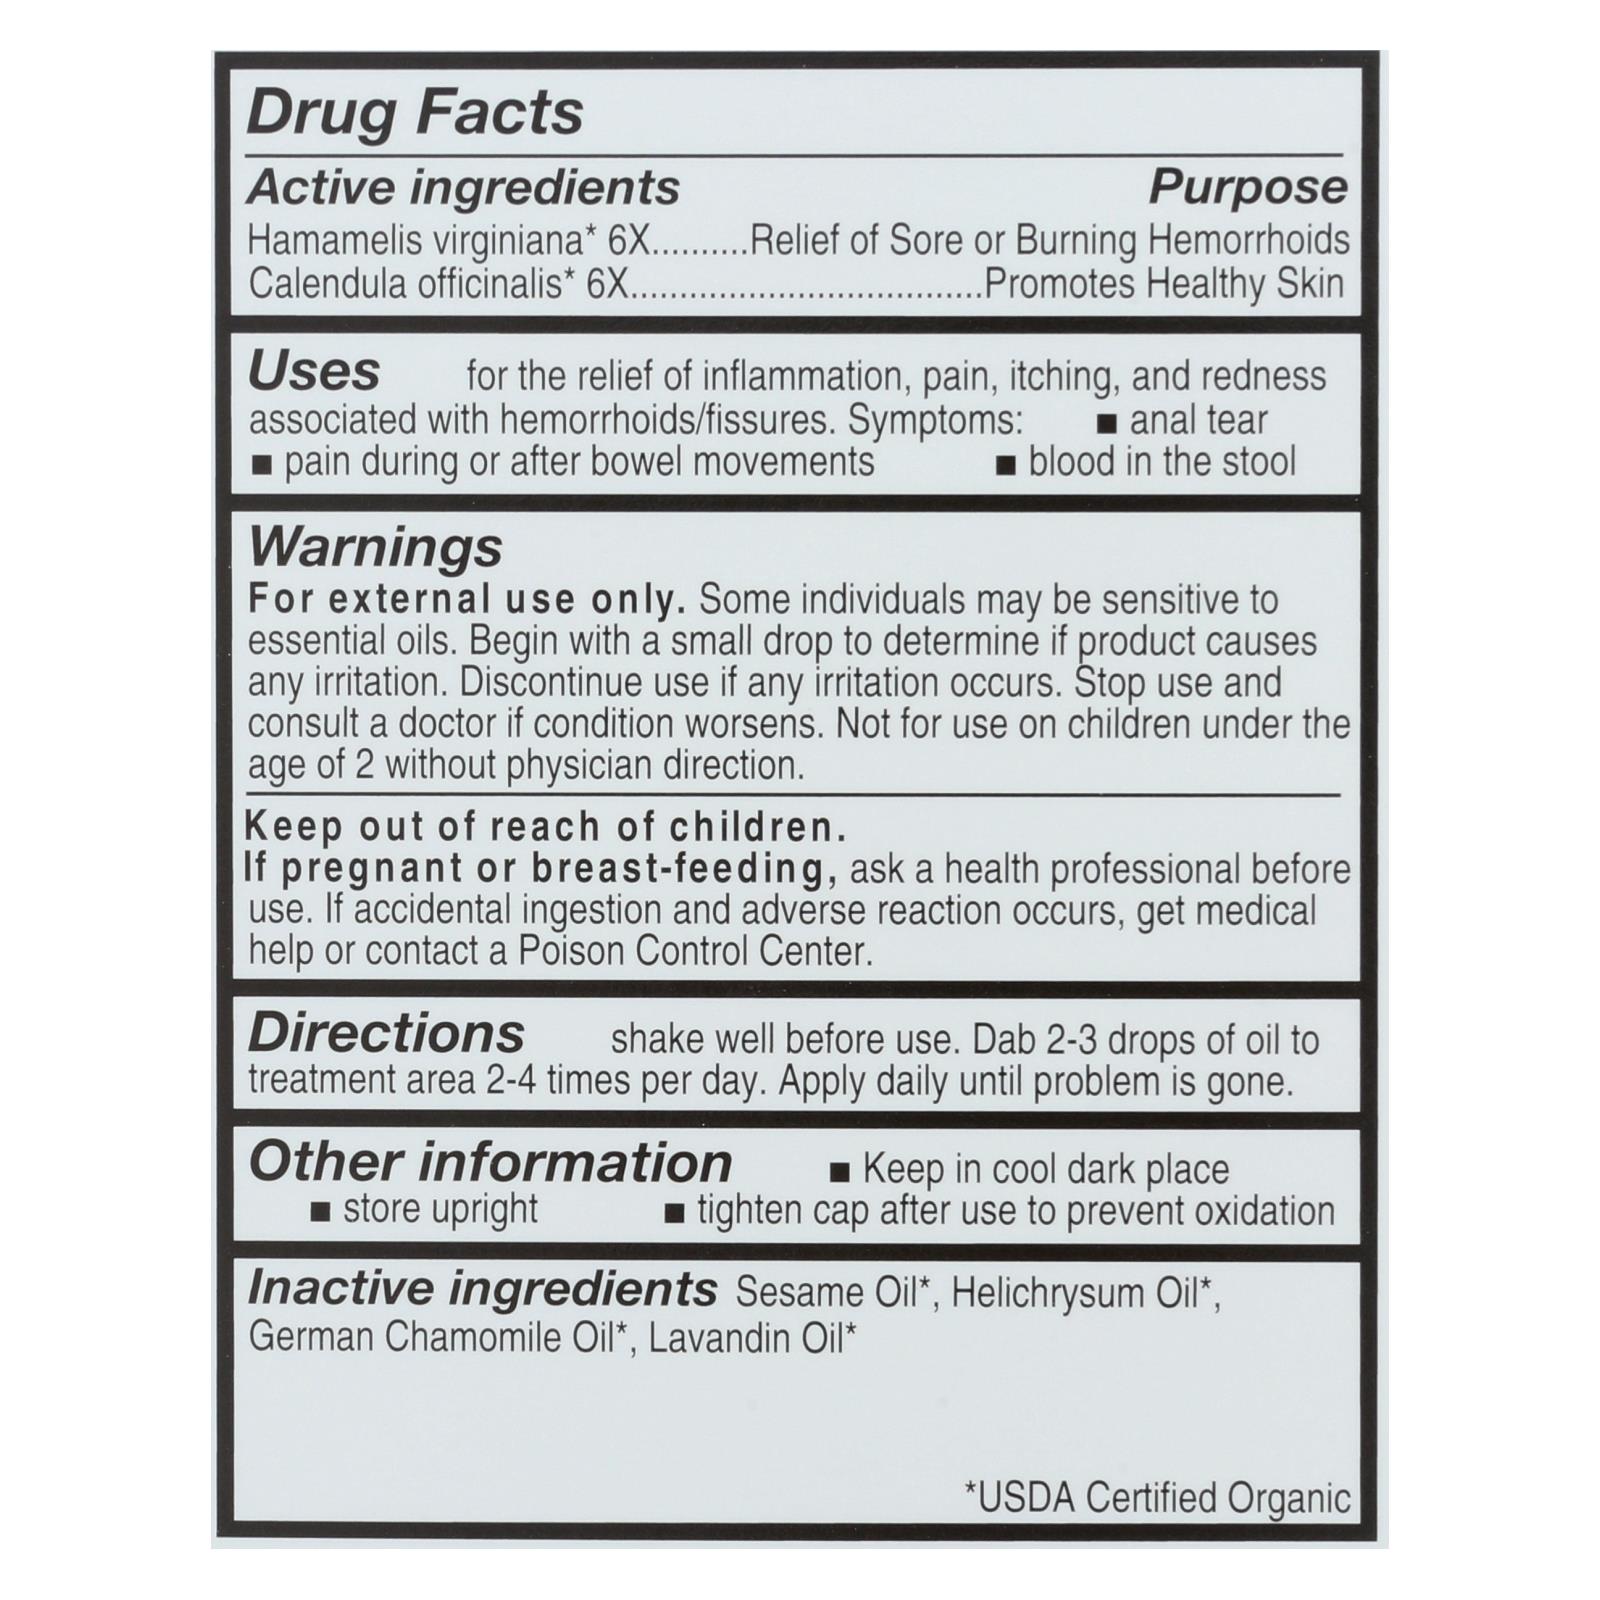 Drug Facts
Active ingredients Purpose
Hamamelis virginiana* 6X..........Relief of Sore or Burning Hemorrhoids
Calendula officinalis* 6X....................................Promotes Healthy Skin
Uses for the relief of inflammation, pain, itching, and redness
associated with hemorrhoids/fissures. Symptoms: ■ anal tear
■ pain during or after bowel movements ■ blood in the stool
Warnings
For external use only. Some individuals may be sensitive to
essential oils. Begin with a small drop to determine if product causes
any irritation. Discontinue use if any irritation occurs. Stop use and
consult a doctor if condition worsens. Not for use on children under the
age of 2 without physician direction.
Keep out of reach of children.
If pregnant or breast-feeding, ask a health professional before
use. If accidental ingestion and adverse reaction occurs, get medical
help or contact a Poison Control Center.
Directions shake well before use. Dab 2-3 drops of oil to
treatment area 2-4 times per day. Apply daily until problem is gone.
Other information ■ Keep in cool dark place
■ store upright ■ tighten cap after use to prevent oxidation
Inactive ingredients Sesame Oil*, Helichrysum Oil*,
German Chamomile Oil*, Lavandin Oil*
*USDA Certified Organic